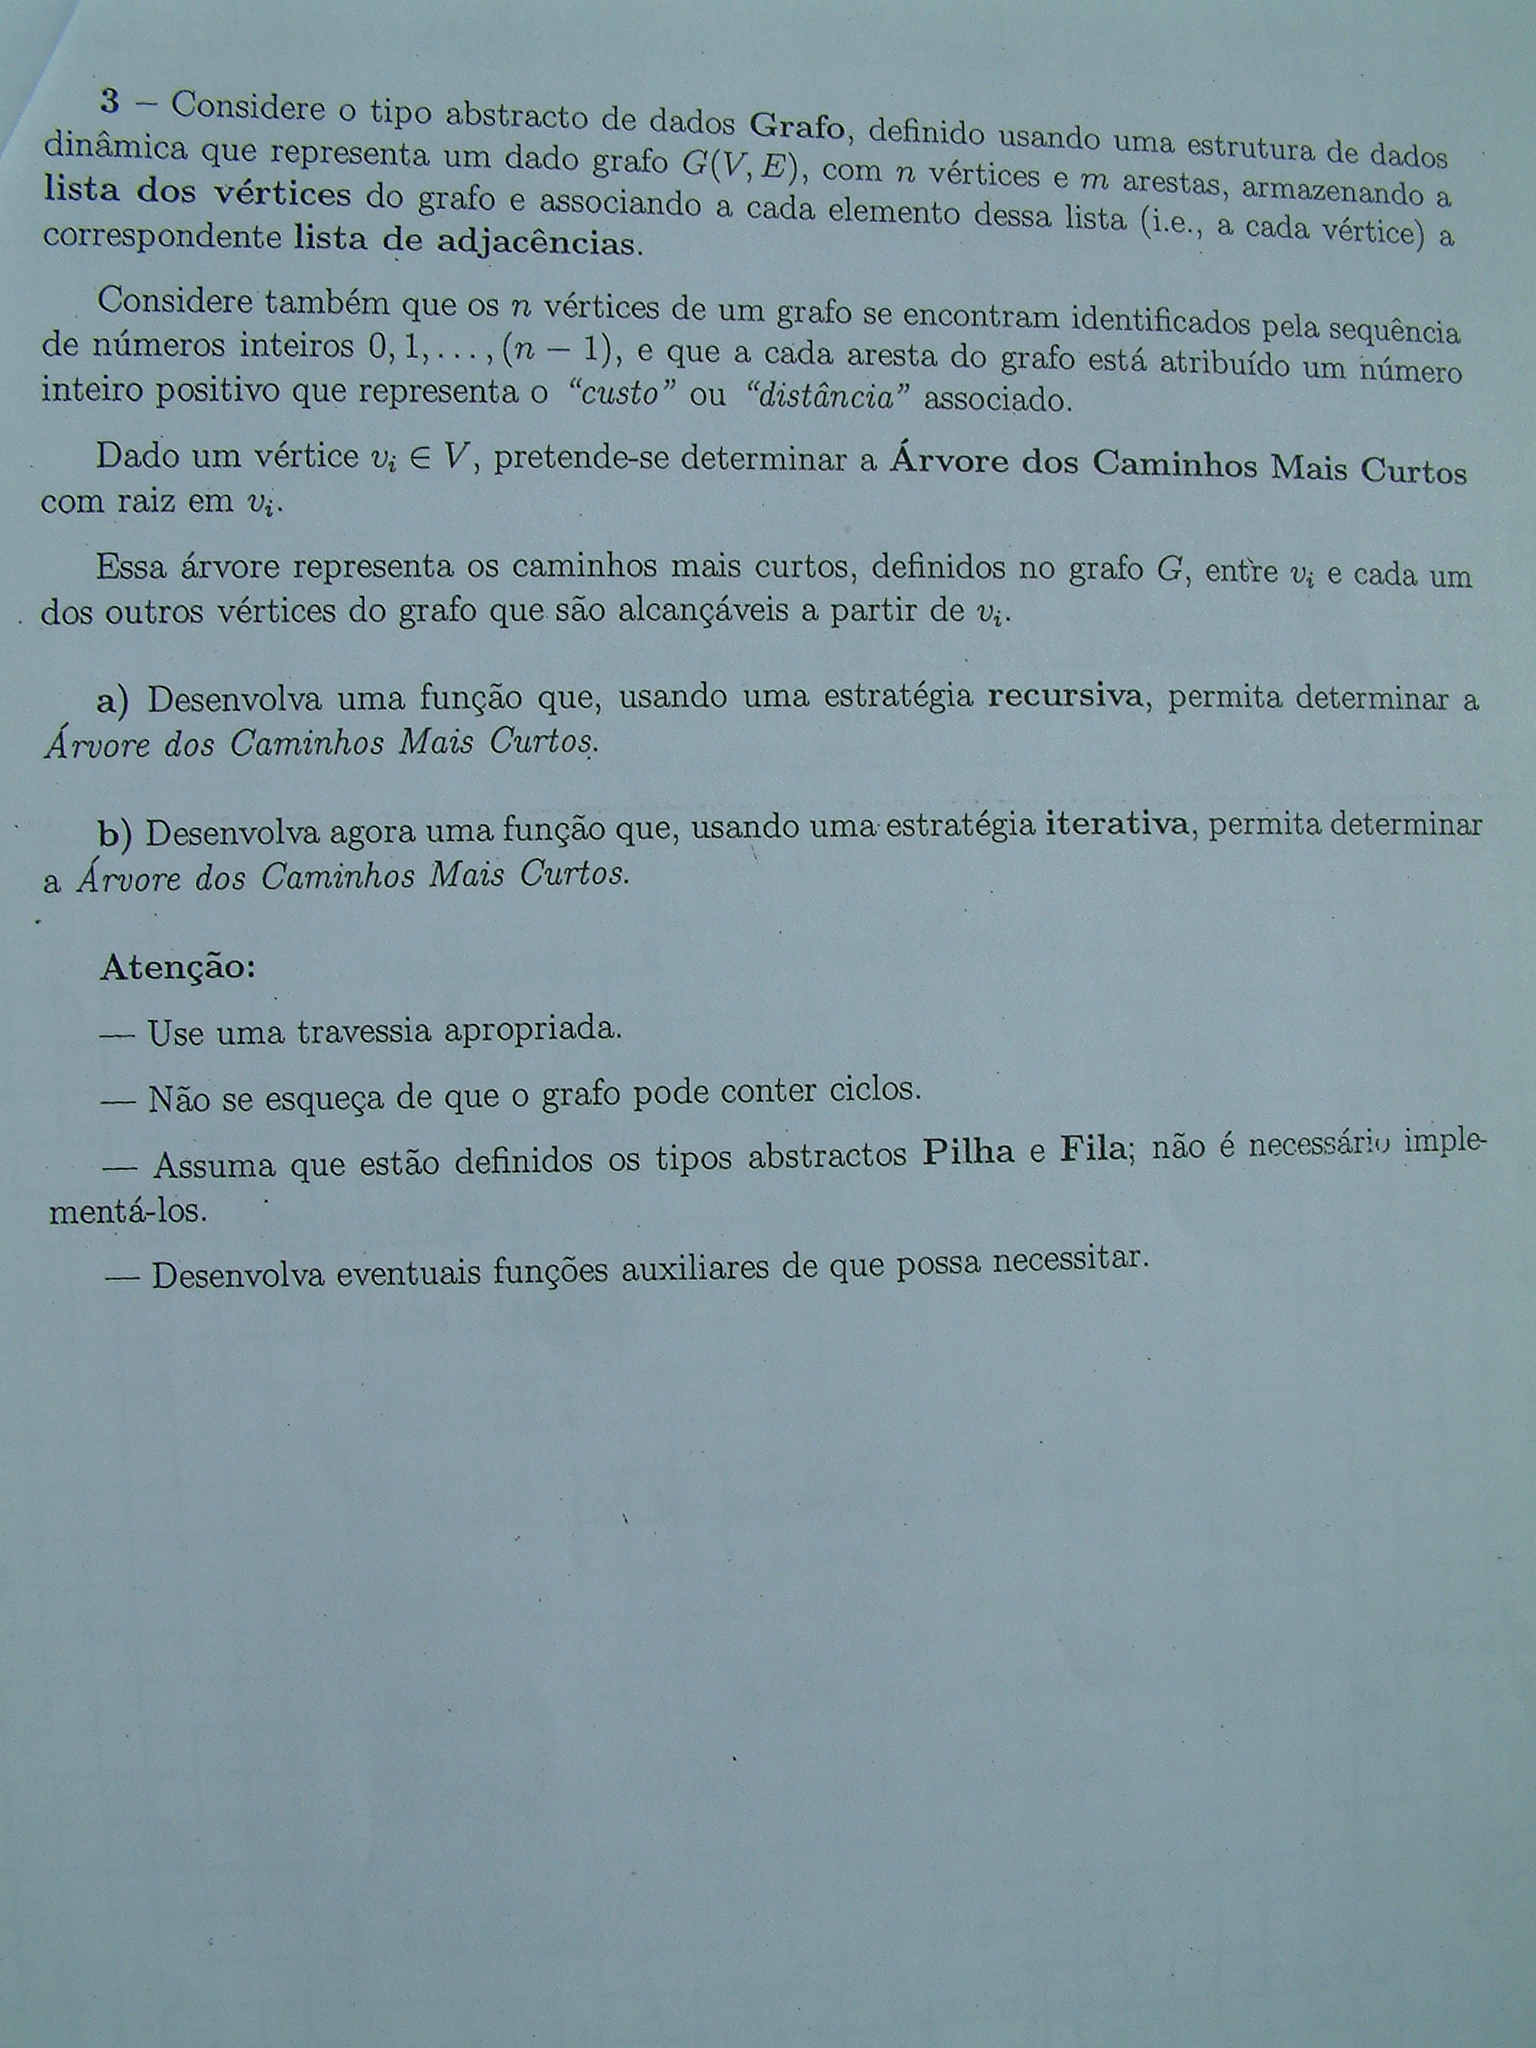 3 – Considere o tipo abstracto de dados Grafo, definido usando uma estrutura de dados
dinâmica que representa um dado grafo G(V, E), com n vértices e m arestas, armazenando a
lista dos vértices do grafo e associando a cada elemento dessa lista (i.e., a cada vértice) a
correspondente lista de adjacências.
Considere também que os n vértices de um grafo se encontram identificados pela sequência
de números inteiros 0, 1, . . . , (n − 1), e que a cada aresta do grafo está atribuído um número
inteiro positivo que representa o “custo” ou “distância” associado.
Dado um vértice vi ∈ V, pretende-se determinar a Árvore dos Caminhos Mais Curtos
com raiz em vi.
Essa árvore representa os caminhos mais curtos, definidos no grafo G, entre vi e cada um
dos outros vértices do grafo que são alcançáveis a partir de vi.
a) Desenvolva uma função que, usando uma estratégia recursiva, permita determinar a
Árvore dos Caminhos Mais Curtos.
b) Desenvolva agora uma função que, usando uma estratégia iterativa, permita determinar
a Árvore dos Caminhos Mais Curtos.
Atenção:
— Use uma travessia apropriada.
— Não se esqueça de que o grafo pode conter ciclos.
— Assuma que estão definidos os tipos abstractos Pilha e Fila; não é necessário imple-
mentá-los.
— Desenvolva eventuais funções auxiliares de que possa necessitar.